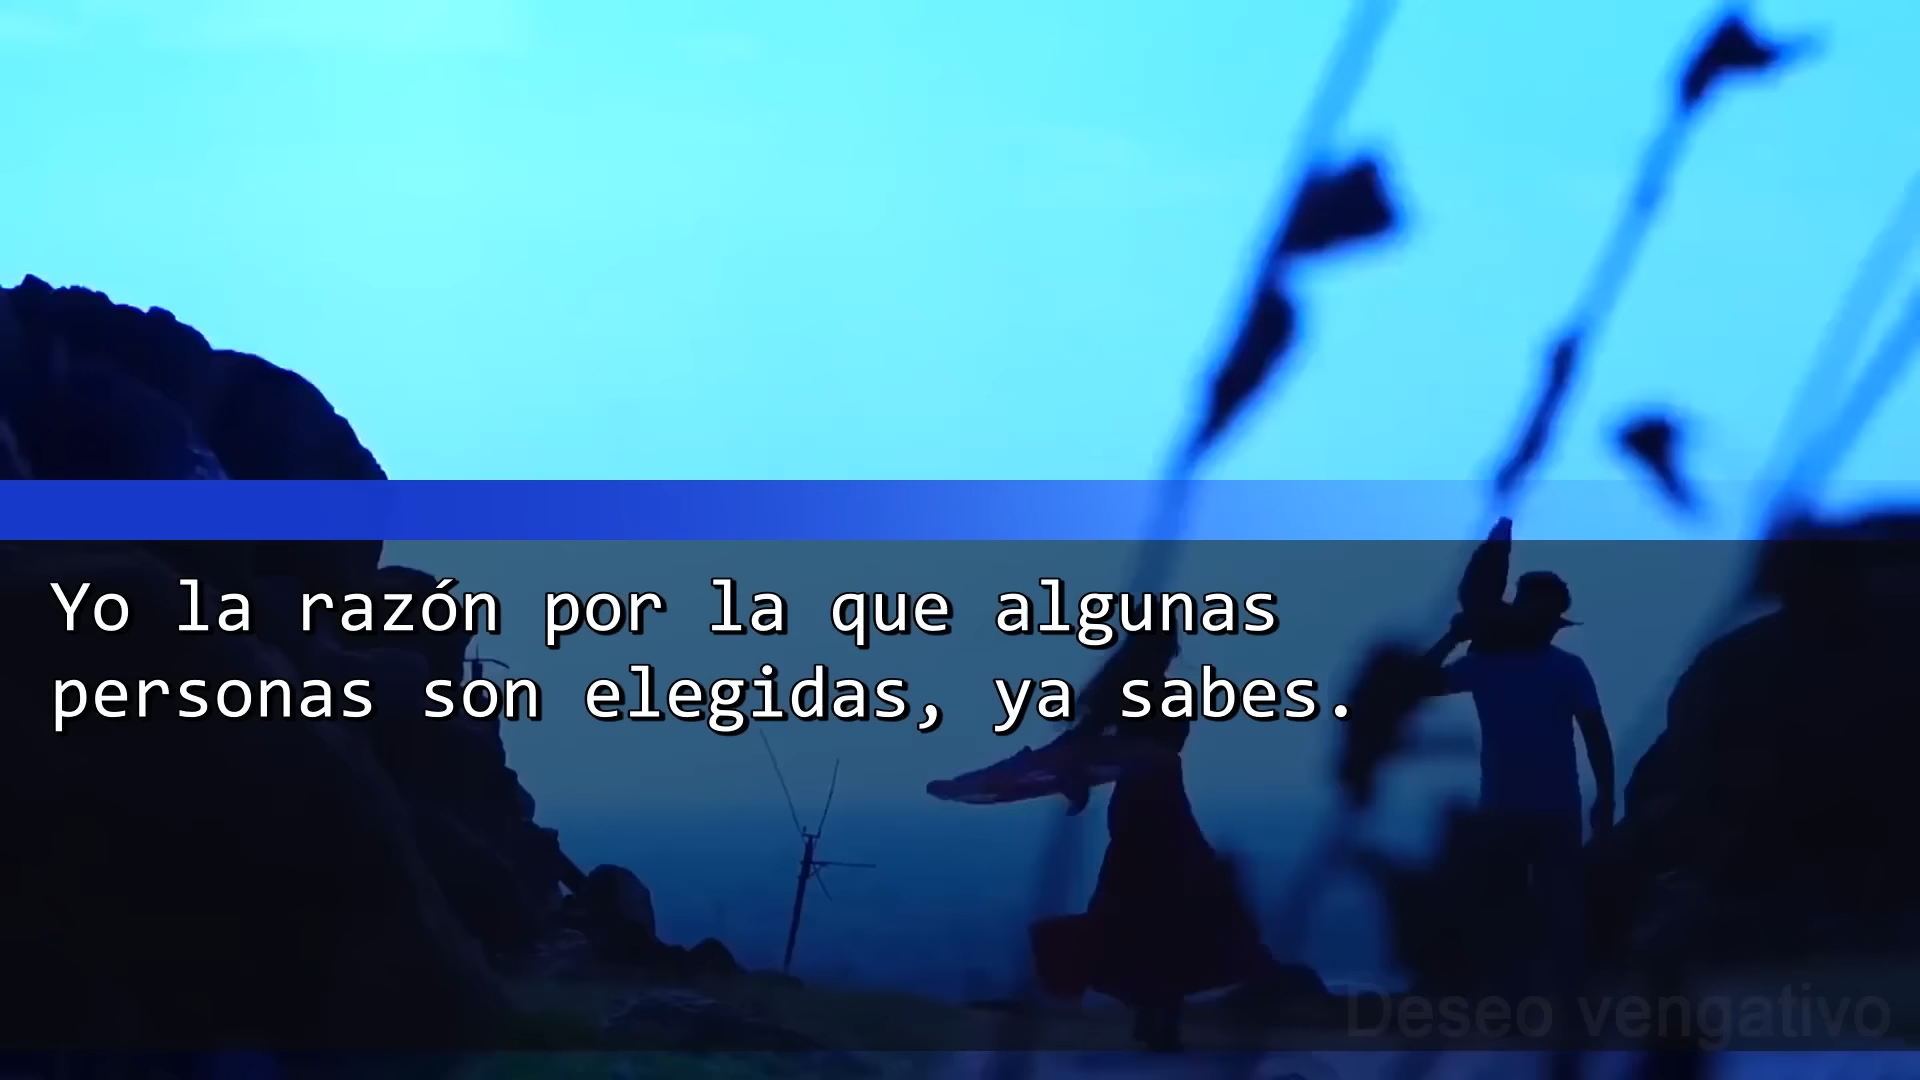 Yo la razón por la que algunas
personas son elegidas, ya sabes.
Deseo vengativo